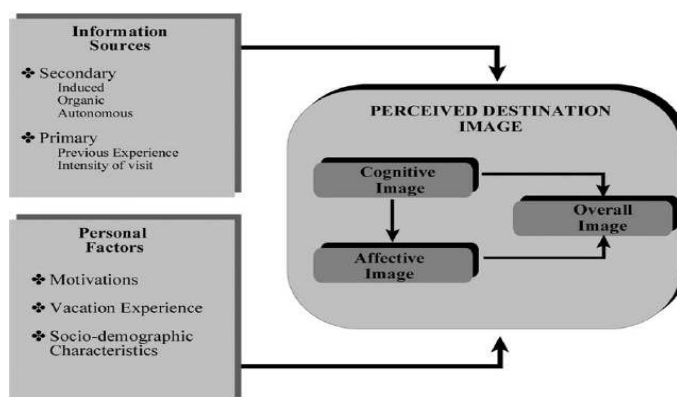 Information
Sources
❖ Secondary
Induced
Organic
Autonomous
❖ Primary
Previous Experience
Intensity of visit
Personal
Factors
❖ Motivations
❖ Vacation Experience
❖ Socio-demographic
Characteristics
PERCEIVED DESTINATION
IMAGE
Cognitive
Image
Affective
Image
Overall
Image